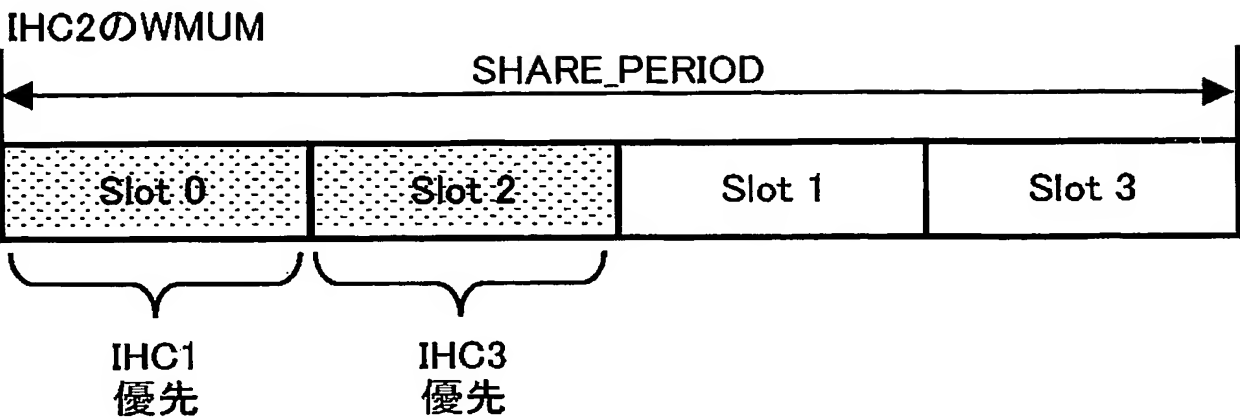 IHC2のWMUM
SHARE_PERIOD
Slot 0 Slot 2 Slot 1 Slot 3
IHC1 IHC3
優先 優先